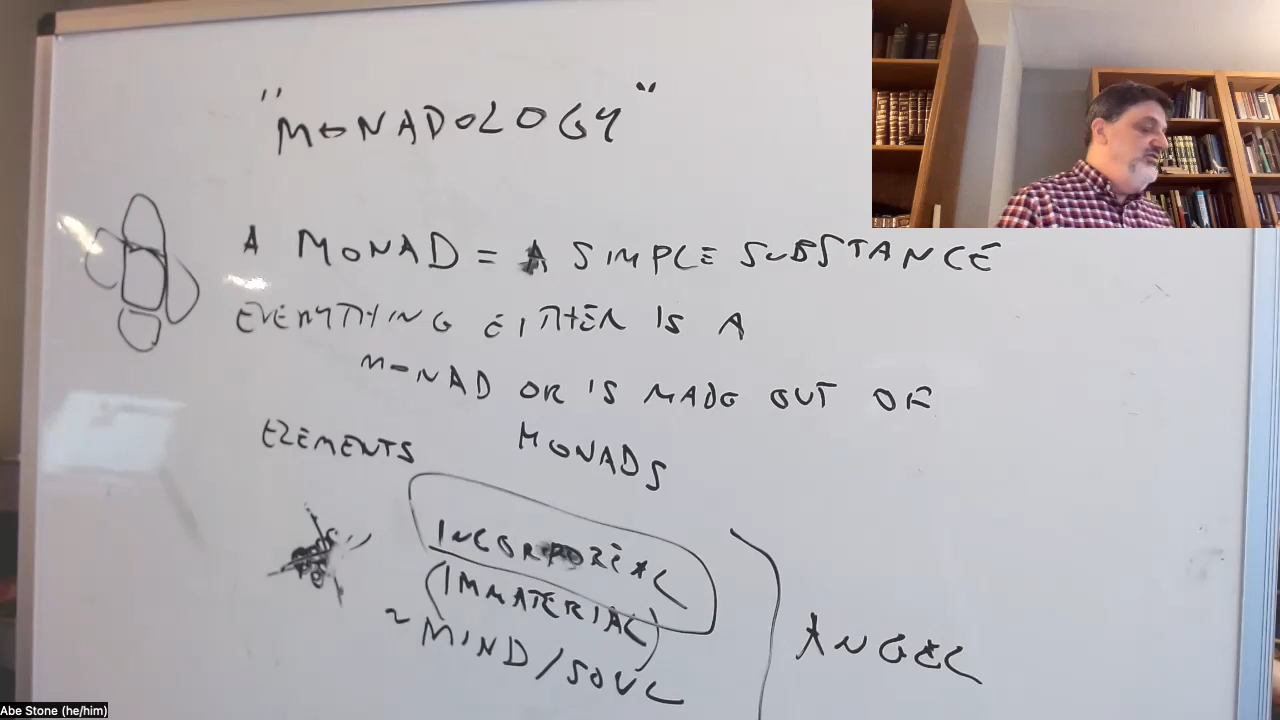 "MONADOLOGY"
A MONAD = A SIMPLE SUBSTANCE
EVERYTHING EITHER IS A
MONAD OR IS MADE OUT OF
MONADS
ELEMENTS
INCORPOREAL
(IMMATERIAL)
~ MIND/SOUL
ANGEL
Abe Stone (he/him)